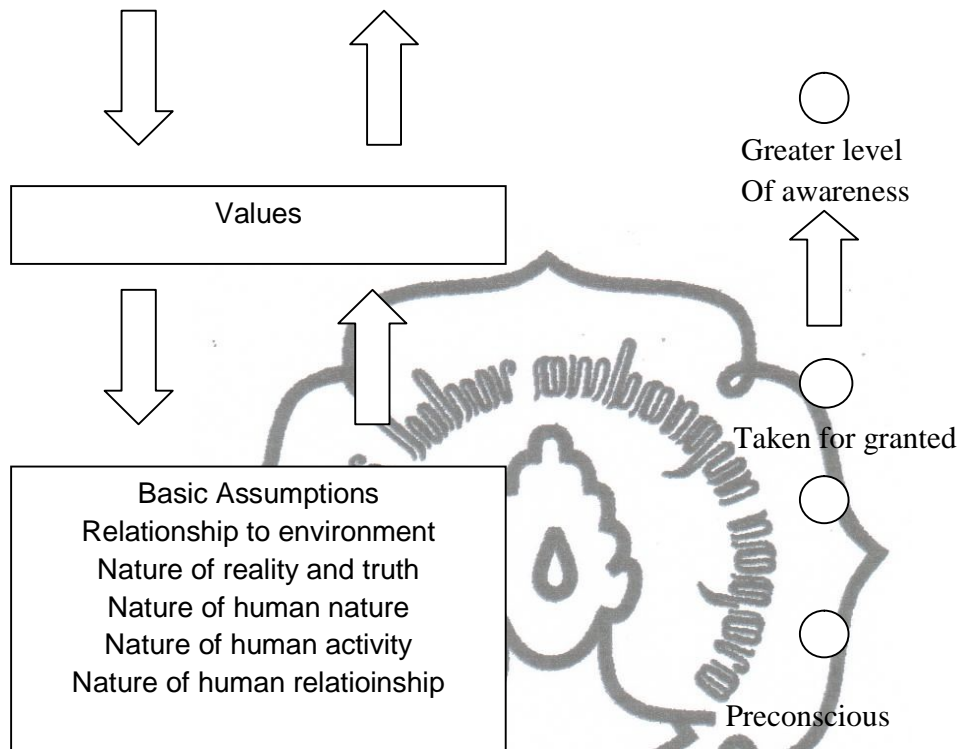 Greater level
Of awareness
Values
Taken for granted
Basic Assumptions
Relationship to environment
Nature of reality and truth
Nature of human nature
Nature of human activity
Nature of human relatioinship
Preconscious